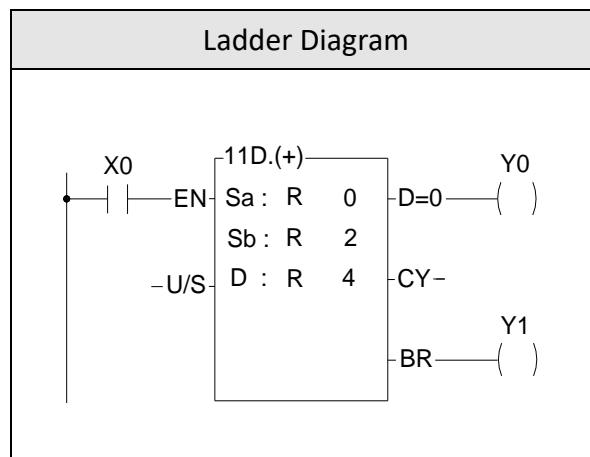 Ladder Diagram
11D.(+)
X0
Y0
EN Sa : R 0 D=0
Sb : R 2
U/S D : R 4 CY
Y1
BR